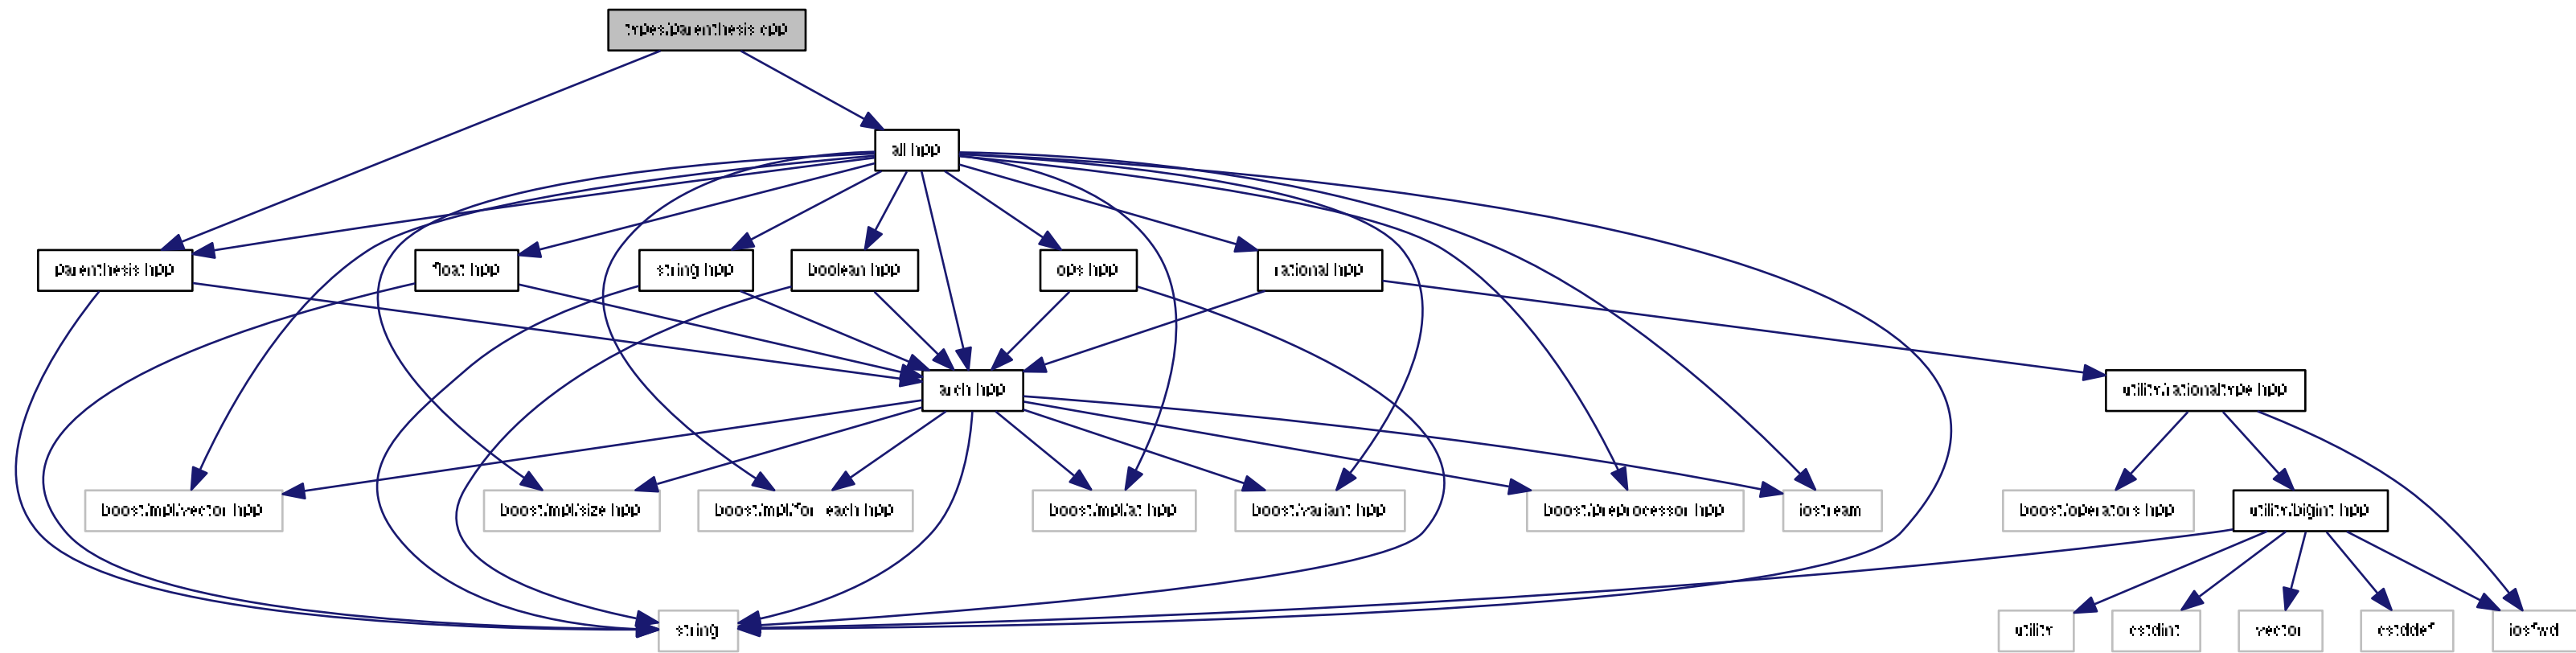 types/parenthesis.cpp
all.hpp
parenthesis.hpp
float.hpp
string.hpp
boolean.hpp
ops.hpp
rational.hpp
arch.hpp
utility/rationaltype.hpp
boost/mpl/vector.hpp
boost/mpl/size.hpp
boost/mpl/for_each.hpp
boost/mpl/at.hpp
boost/variant.hpp
boost/preprocessor.hpp
iostream
boost/operators.hpp
utility/bigint.hpp
string
utility
cstdint
vector
cstddef
iosfwd